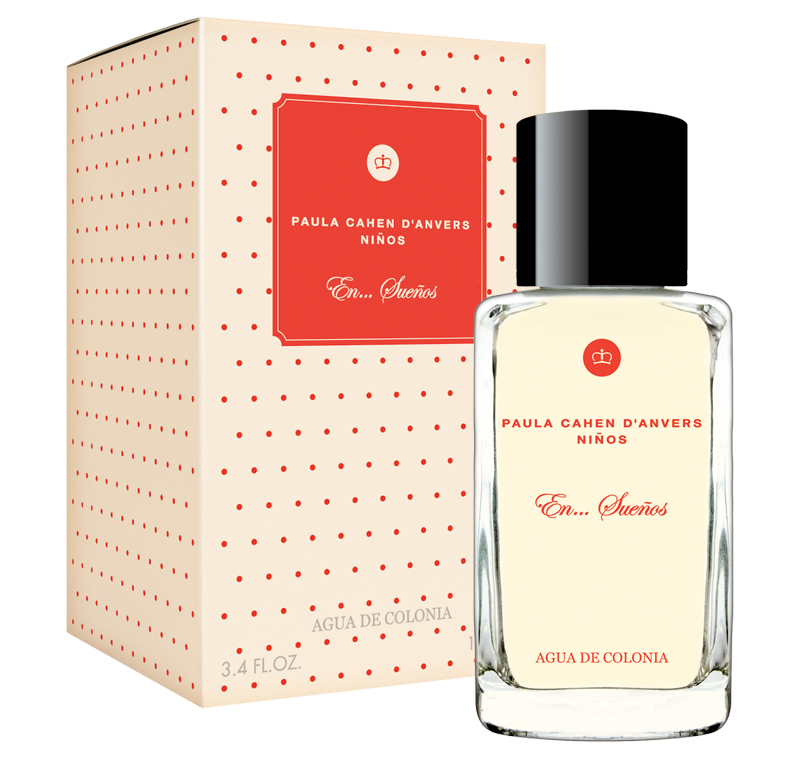 PAULA CAHEN D'ANVERS
NIÑOS
En... Sueños
AGUA DE COLONIA
3.4 FL.OZ.
PAULA CAHEN D'ANVERS
NIÑOS
En... Sueños
AGUA DE COLONIA